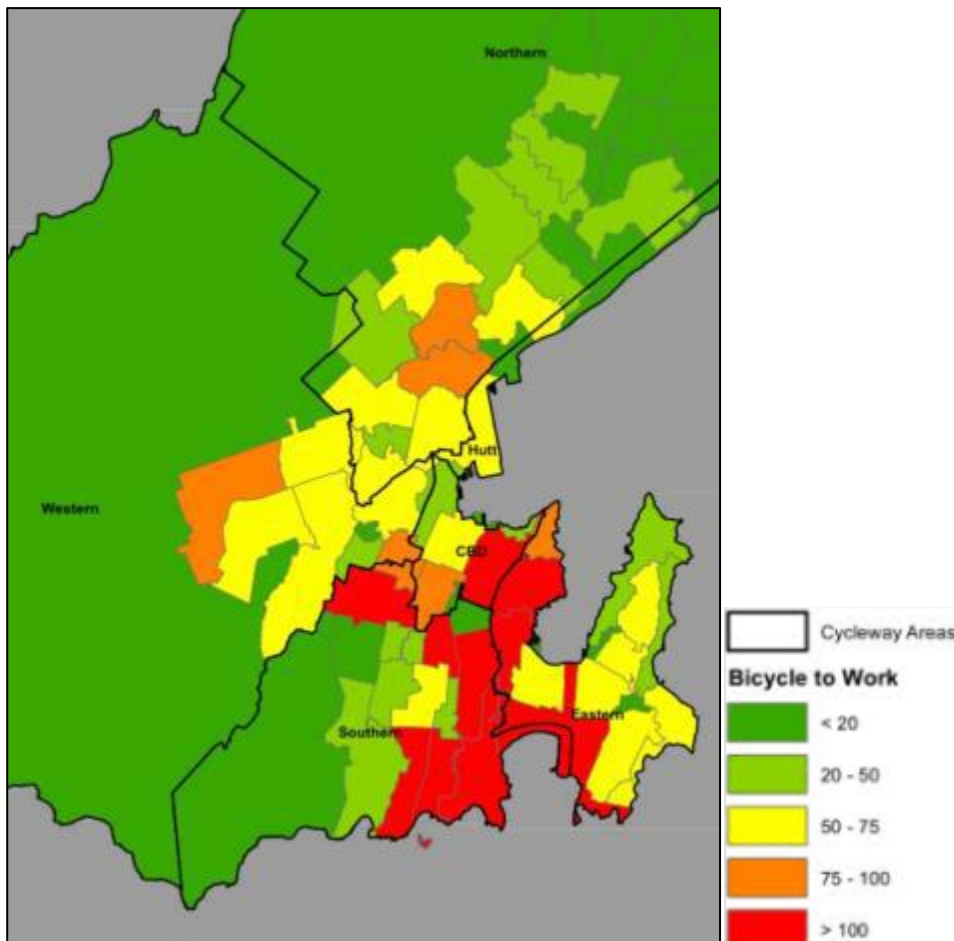 Northern
Hutt
Western
CBD
Eastern
Southern
Cycleway Areas
Bicycle to Work
< 20
20 - 50
50 - 75
75 - 100
> 100